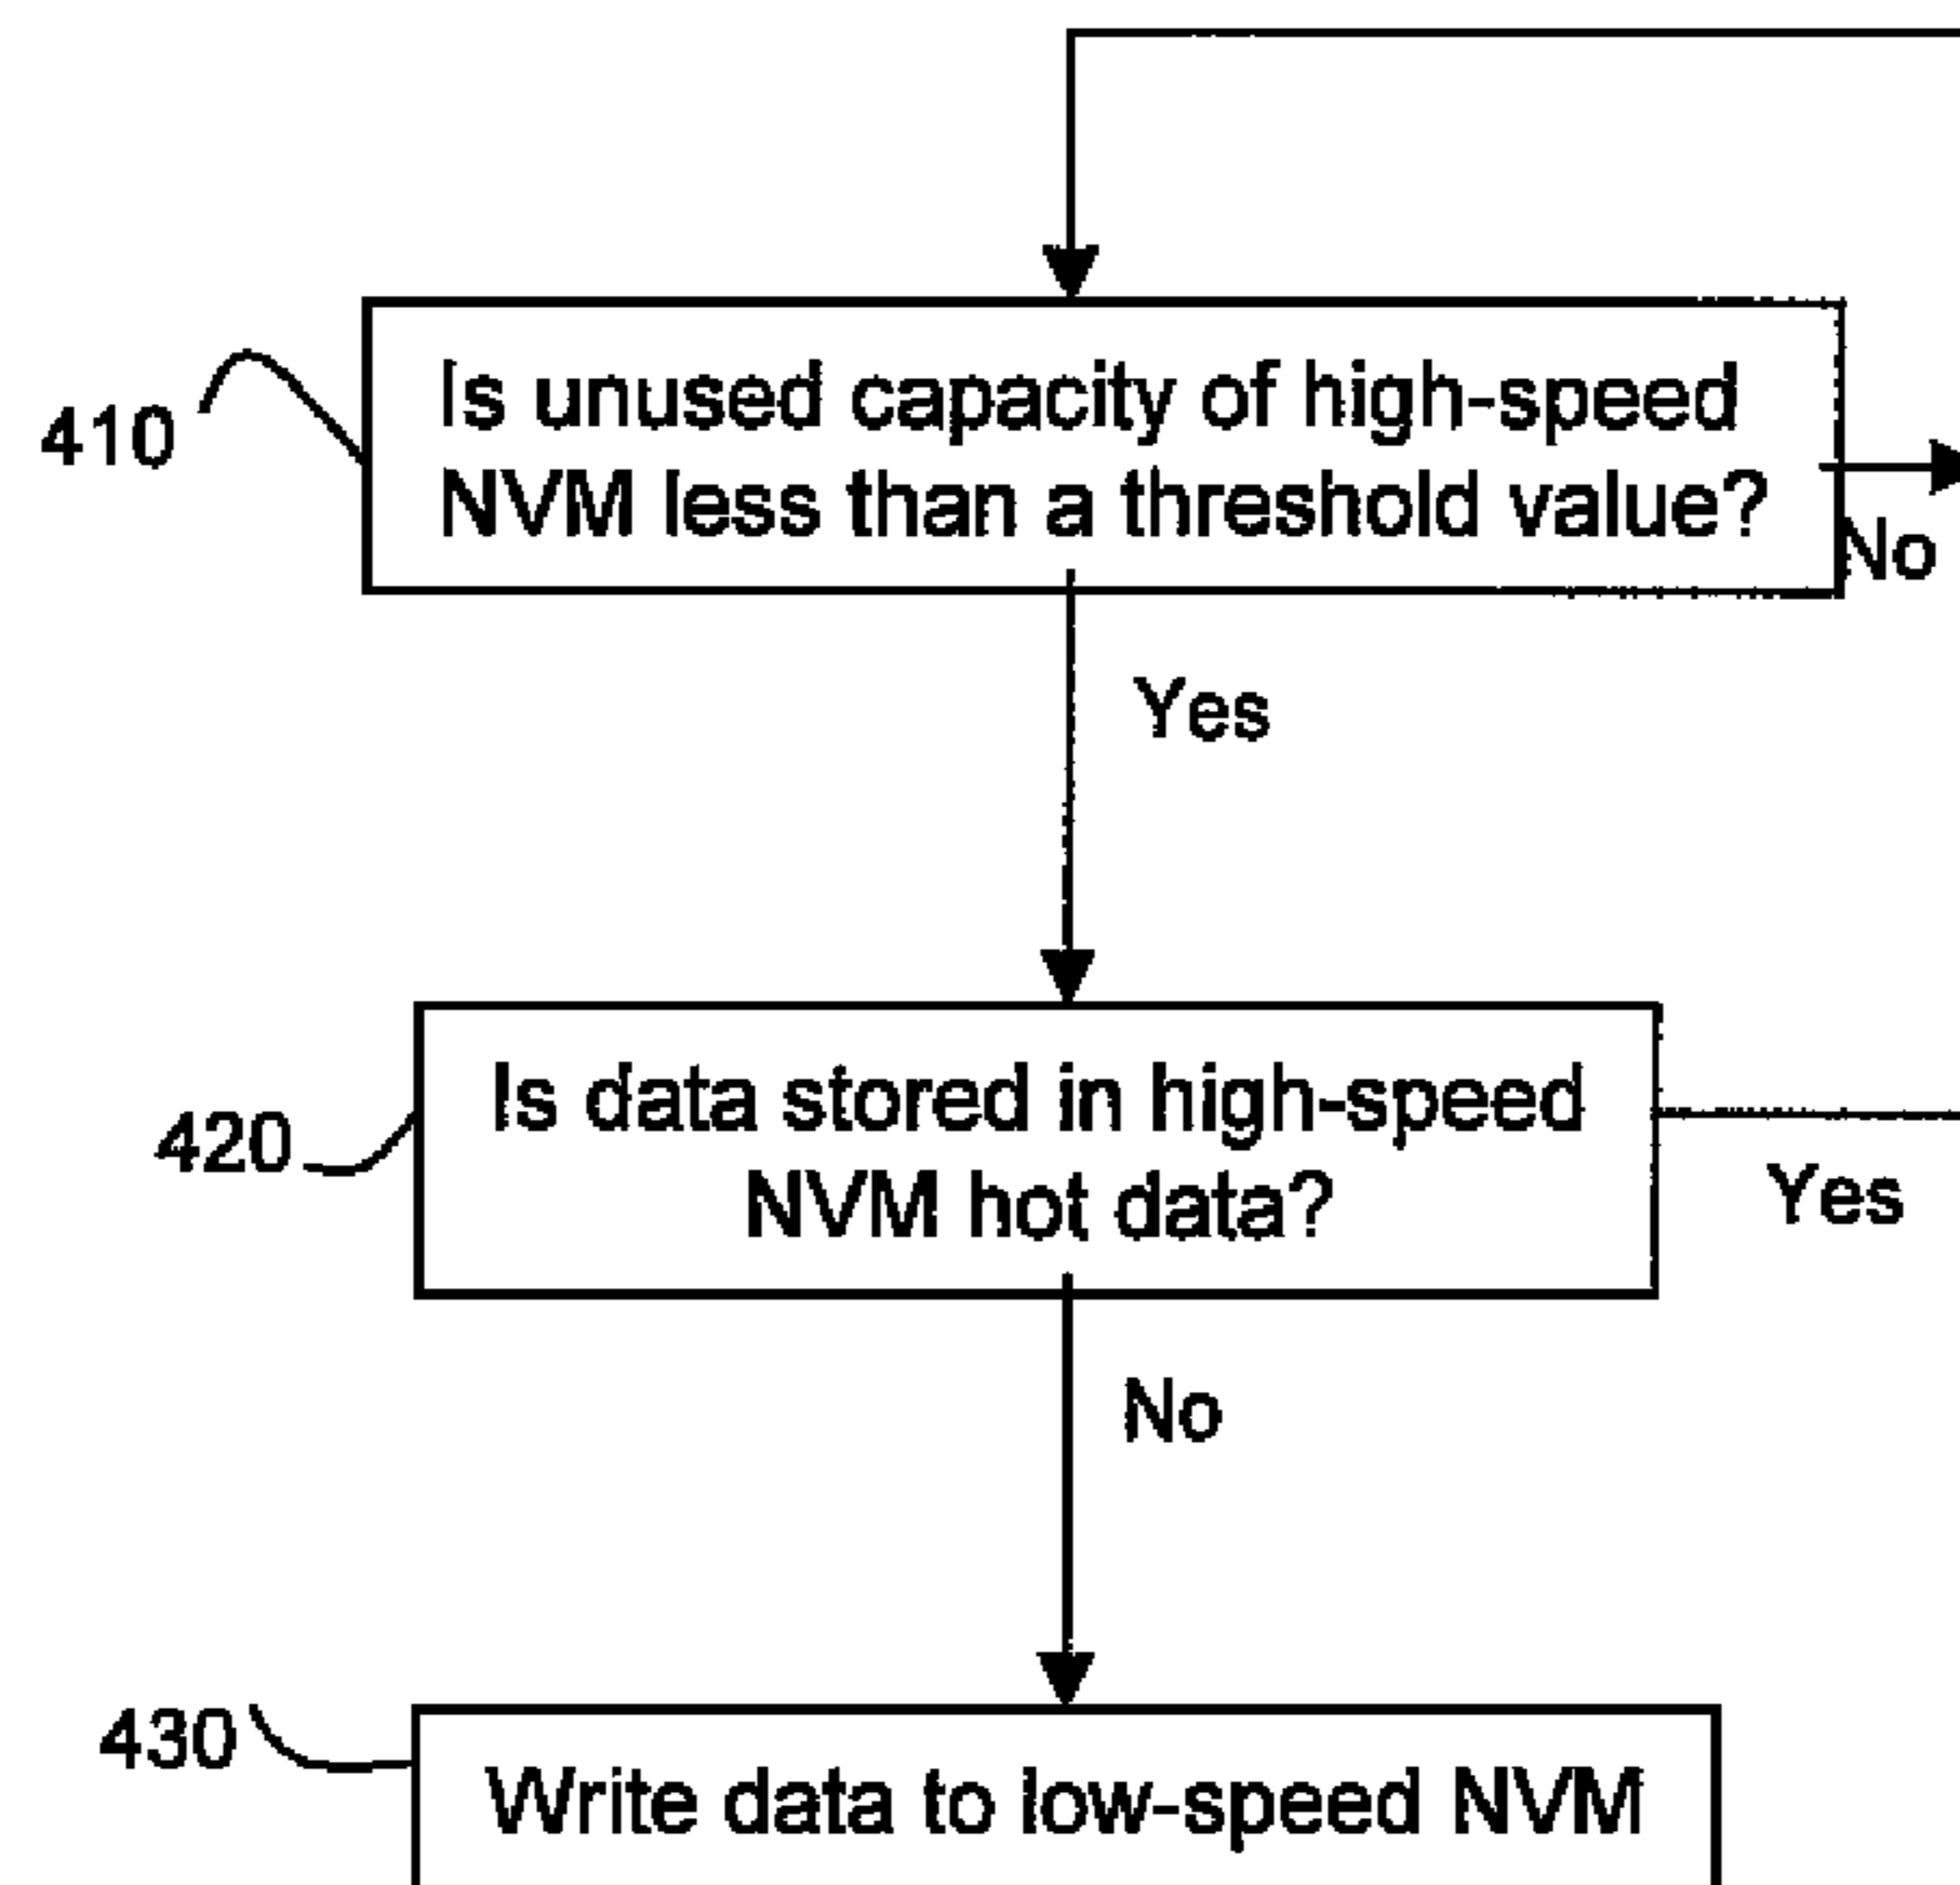 Is unused capacity of high-speed
NVM less than a threshold value?
410
No
Yes
Is data stored in high-speed
NVM hot data?
420
Yes
No
430
Write data to low-speed NVM